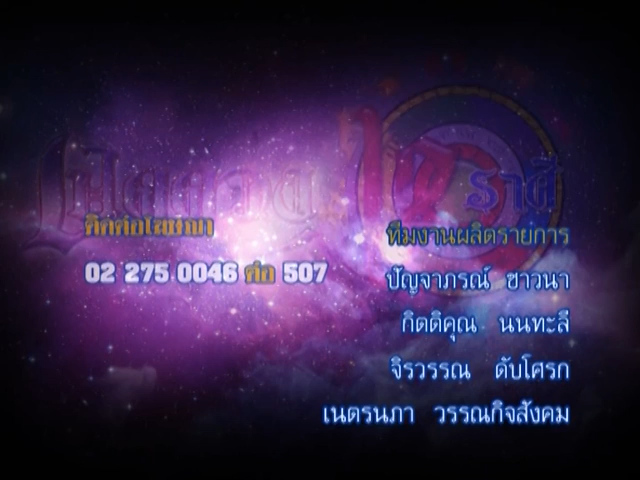 ราศี
ติดต่อโฆษณา
02 275 0046 ต่อ 507
ทีมงานผลิตรายการ
ปัญจาภรณ์ ชาวนา
กิตติคุณ นนทะลี
จิรวรรณ ดับโศรก
เนตรนภา วรรณกิจสังคม